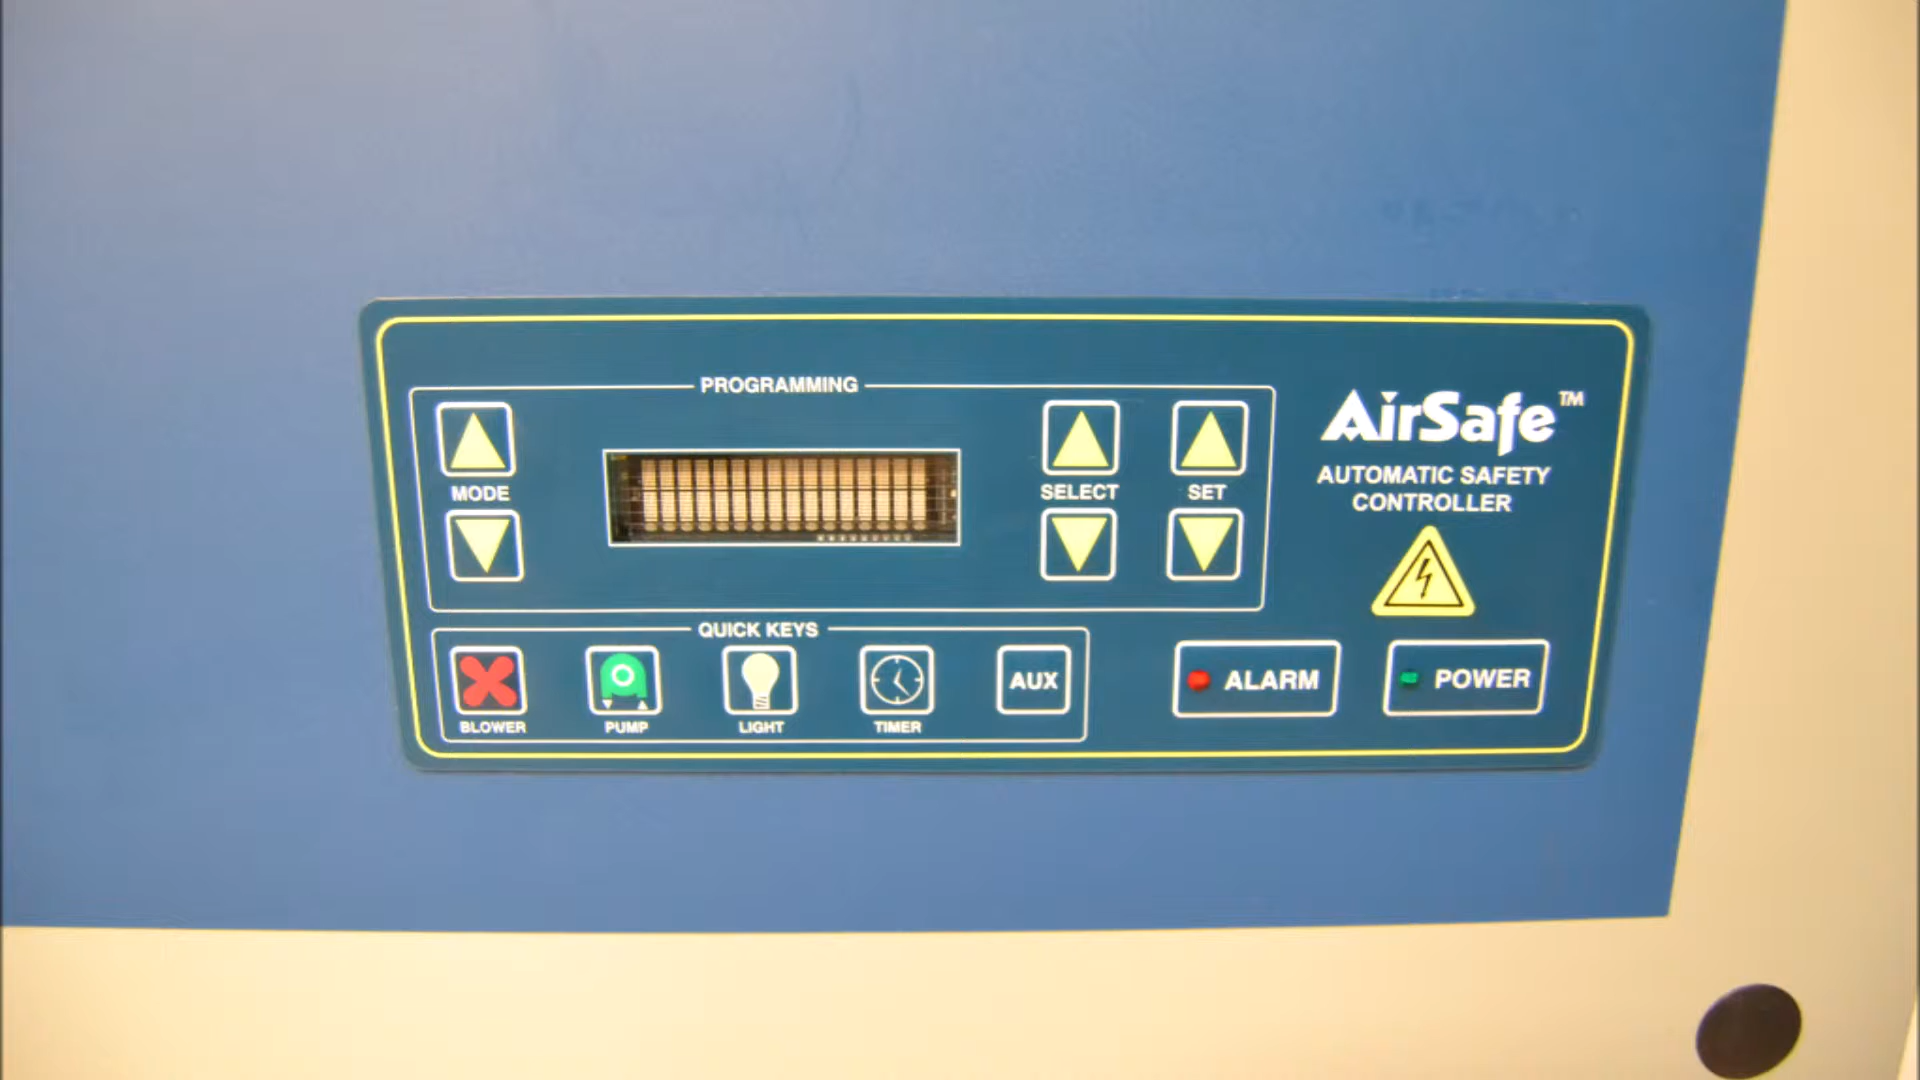 PROGRAMMING
MODE
SELECT
SET
AirSafe™
AUTOMATIC SAFETY
CONTROLLER
QUICK KEYS
BLOWER
PUMP
LIGHT
TIMER
AUX
ALARM
POWER